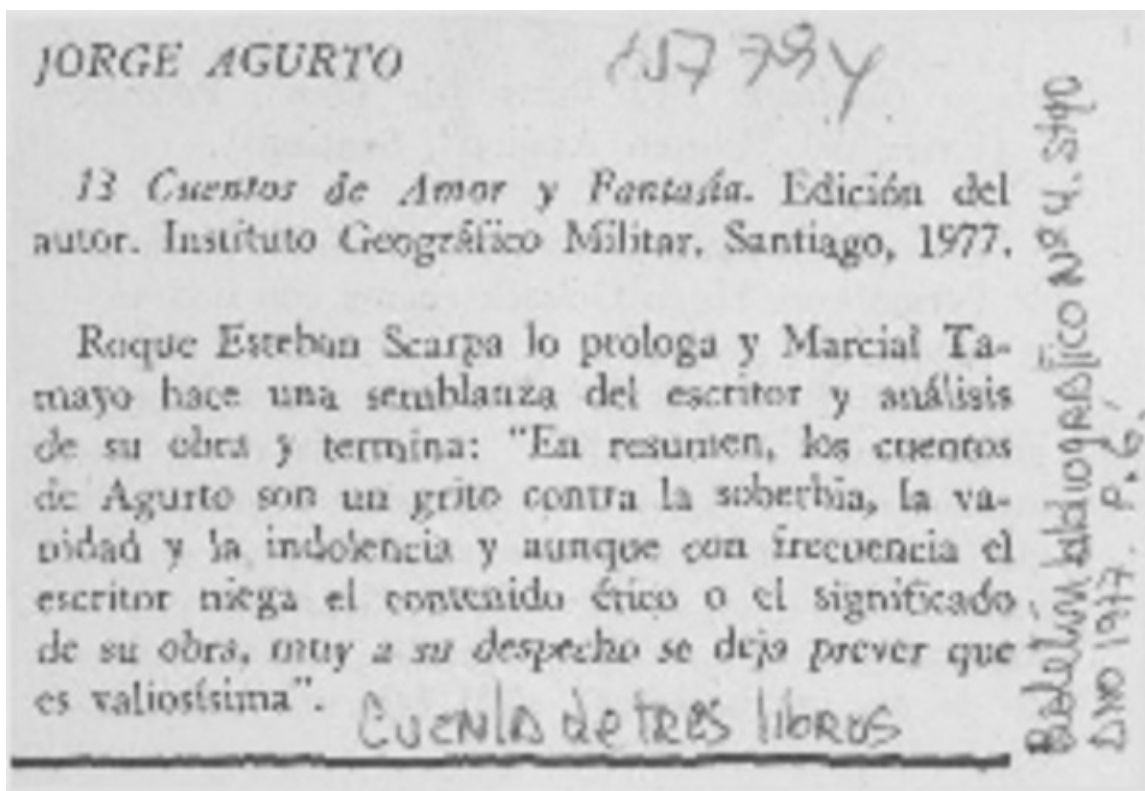 JORGE AGURTO
13 Cuentos de Amor y Fantasía. Edición del
autor. Instituto Geográfico Militar. Santiago, 1977.
Roque Esteban Scarpa lo prologa y Marcial Ta-
mayo hace una semblanza del escritor y análisis
de su obra y termina: "En resumen, los cuentos
de Agurto son un grito contra la soberbia, la va-
nidad y la indolencia y aunque con frecuencia el
escritor niega el contenido ético o el significado
de su obra, muy a su despecho se deja prever que
es valiosísima".
Cuenta de tres libros
Nº 4. Stgo
1977. P. 6.